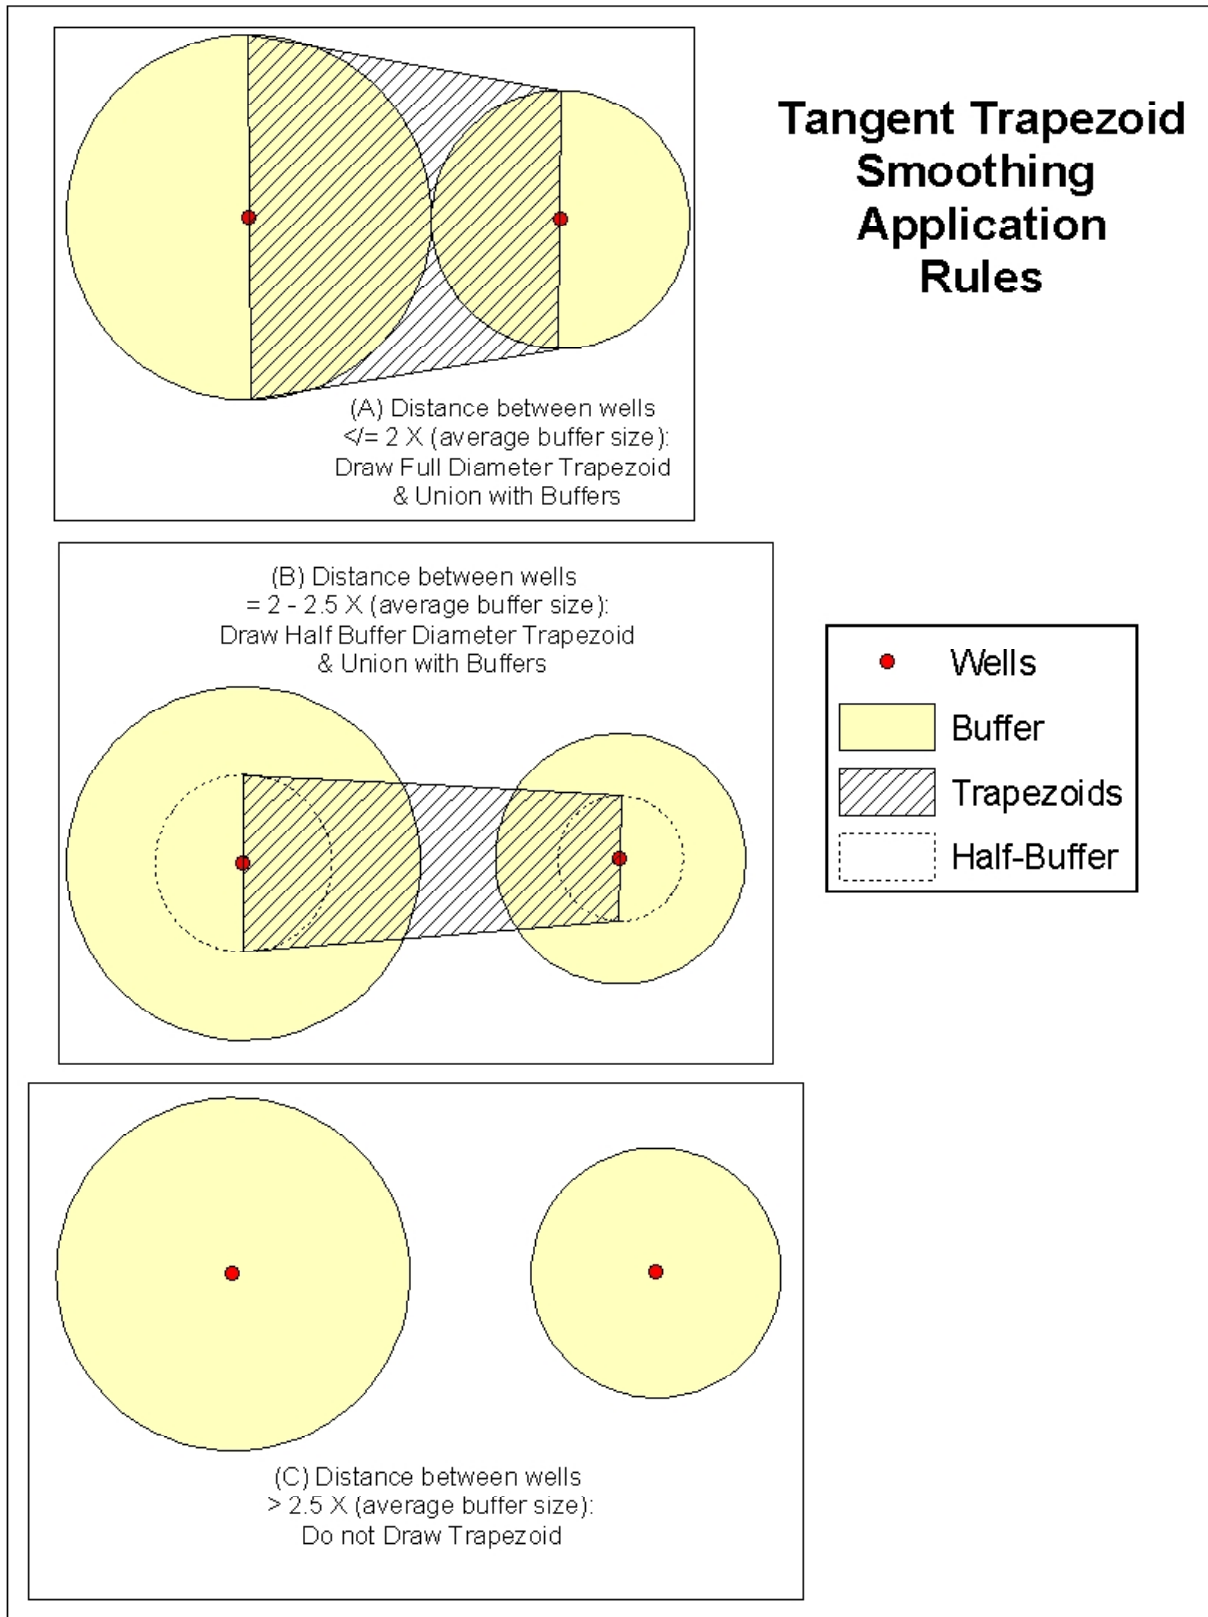 Tangent Trapezoid
Smoothing
Application
Rules
(A) Distance between wells
</= 2 X (average buffer size):
Draw Full Diameter Trapezoid
& Union with Buffers
(B) Distance between wells
= 2 - 2.5 X (average buffer size):
Draw Half Buffer Diameter Trapezoid
& Union with Buffers
Wells
Buffer
Trapezoids
Half-Buffer
(C) Distance between wells
> 2.5 X (average buffer size):
Do not Draw Trapezoid